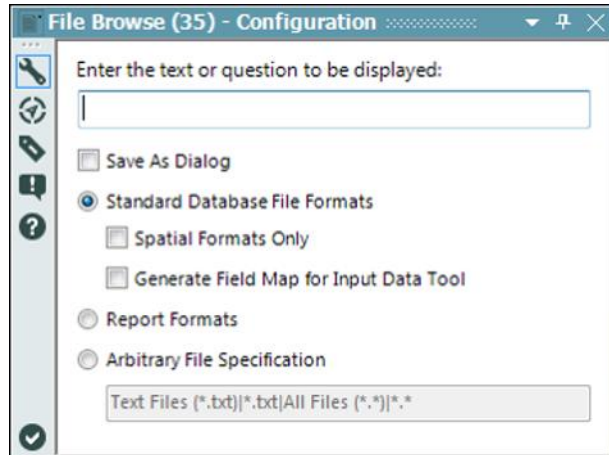 File Browse (35) - Configuration
Enter the text or question to be displayed:
Save As Dialog
Standard Database File Formats
Spatial Formats Only
Generate Field Map for Input Data Tool
Report Formats
Arbitrary File Specification
Text Files (*.txt)|*.txt|All Files (*.*)|*.*